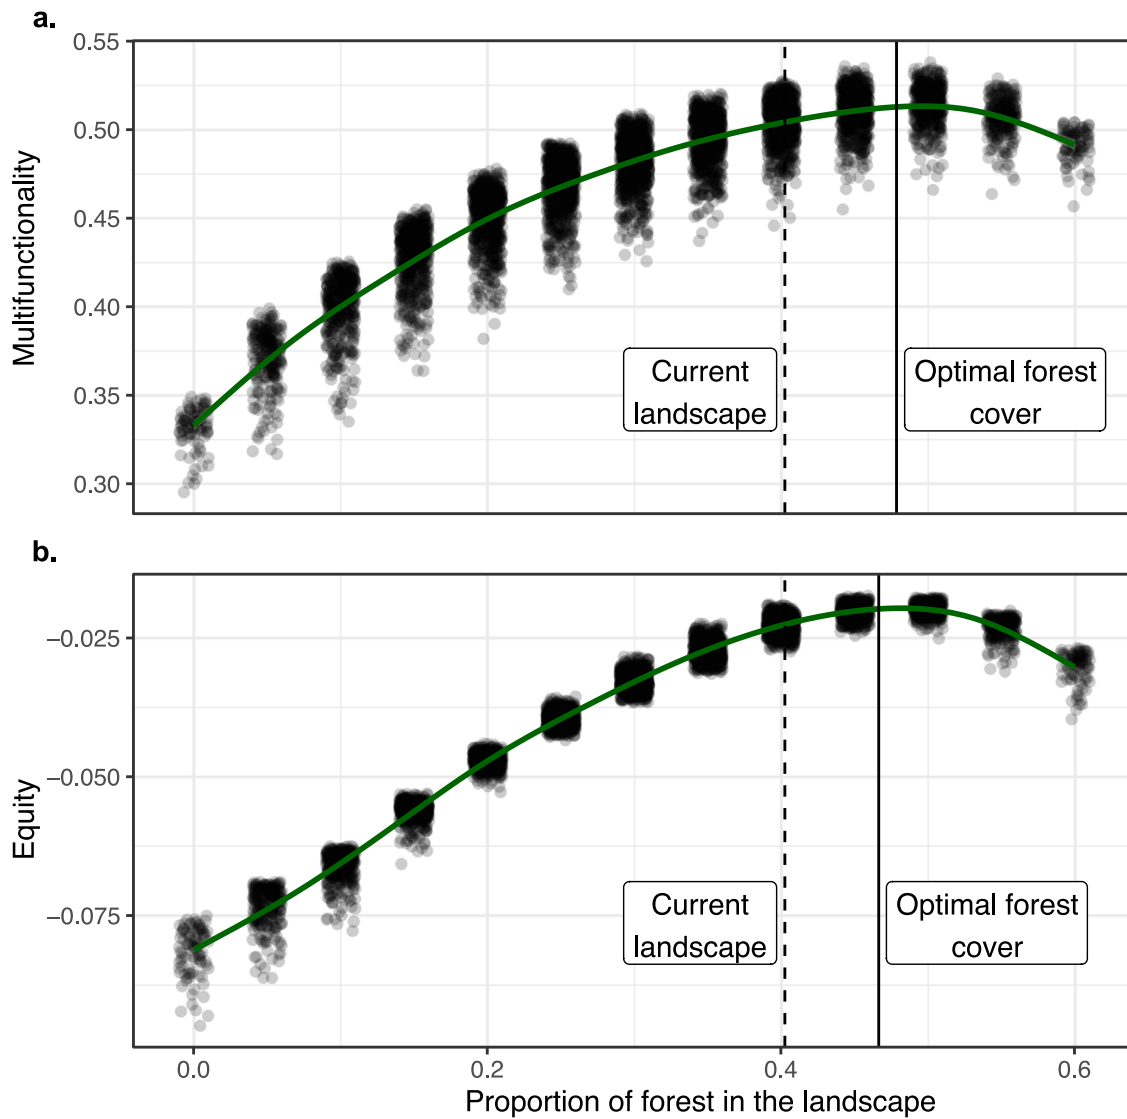 a.
0.55
0.50
0.45
0.40
0.35
0.30
Multifunctionality
Current
landscape
Optimal forest
cover
b.
−0.025
−0.050
−0.075
Equity
Current
landscape
Optimal forest
cover
0.0
0.2
0.4
0.6
Proportion of forest in the landscape